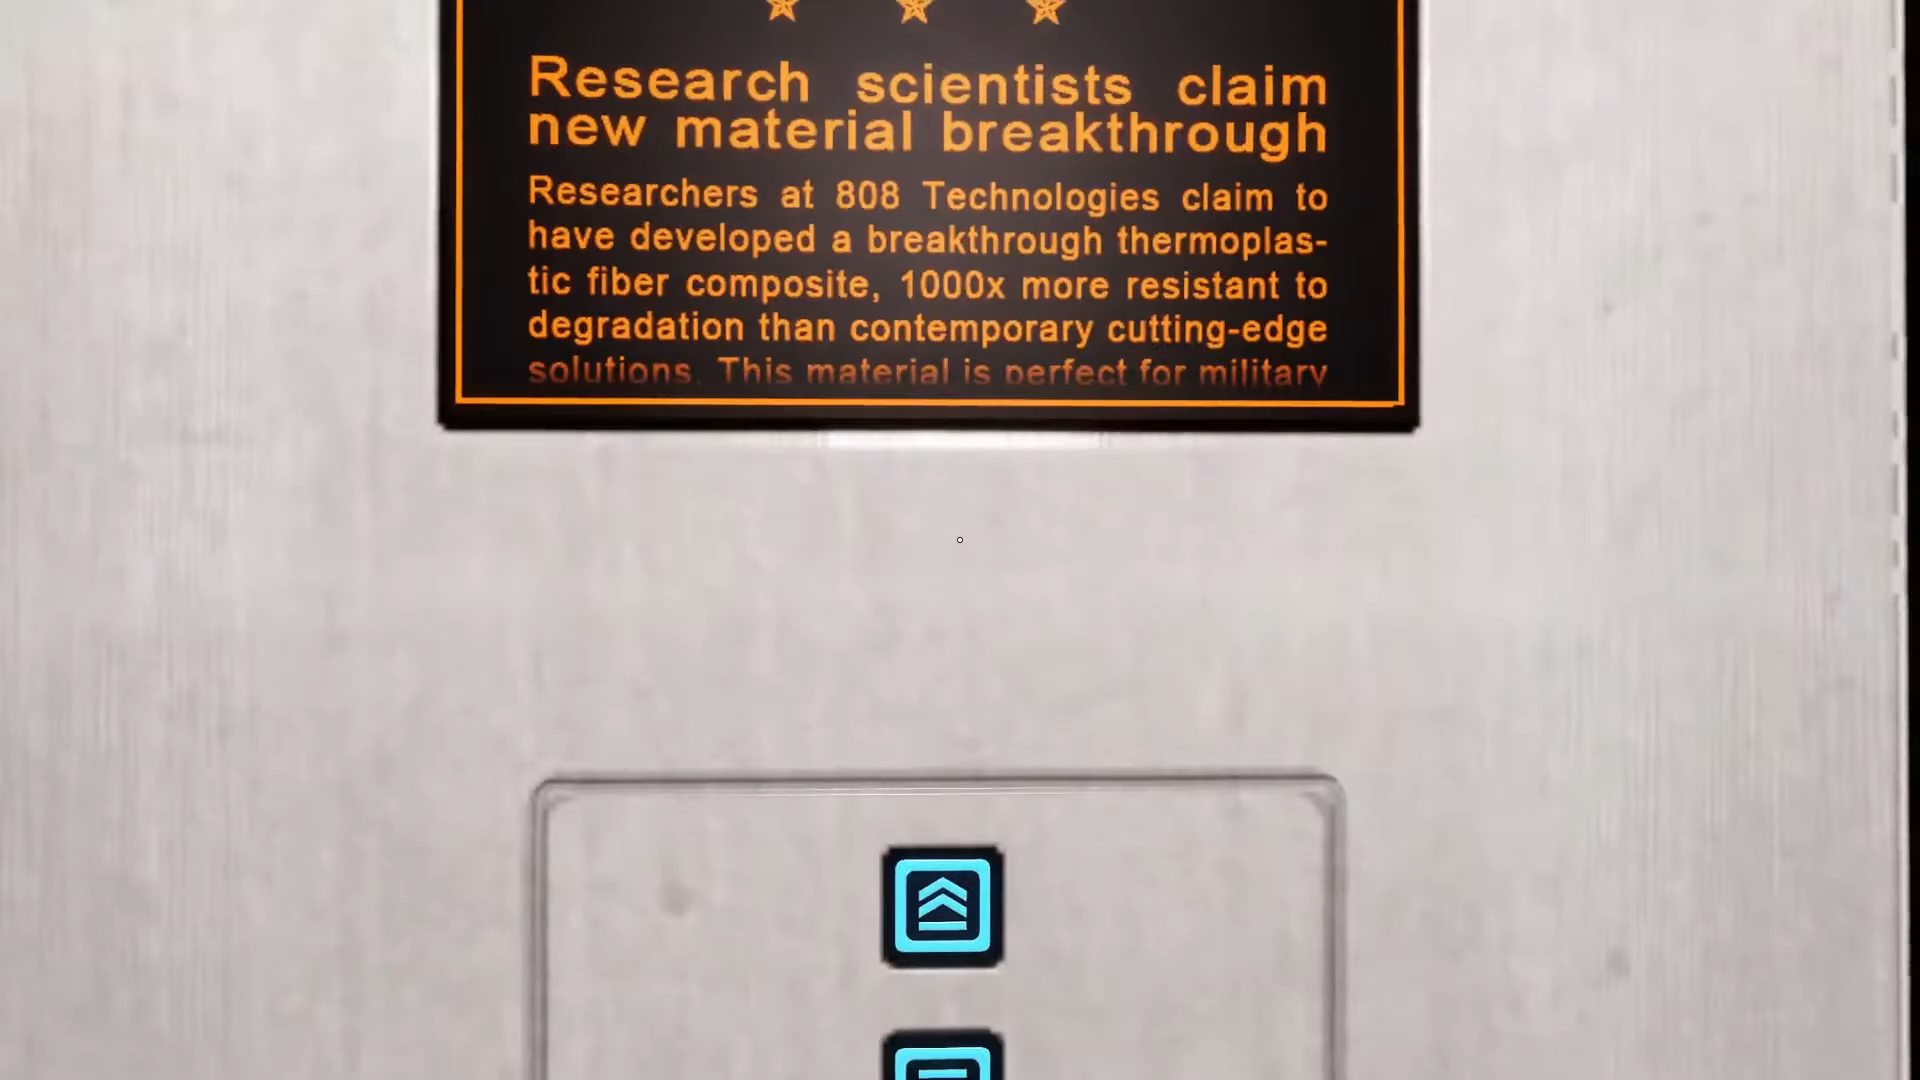 Research scientists claim
new material breakthrough
Researchers at 808 Technologies claim to
have developed a breakthrough thermoplas-
tic fiber composite, 1000x more resistant to
degradation than contemporary cutting-edge
solutions. This material is perfect for military